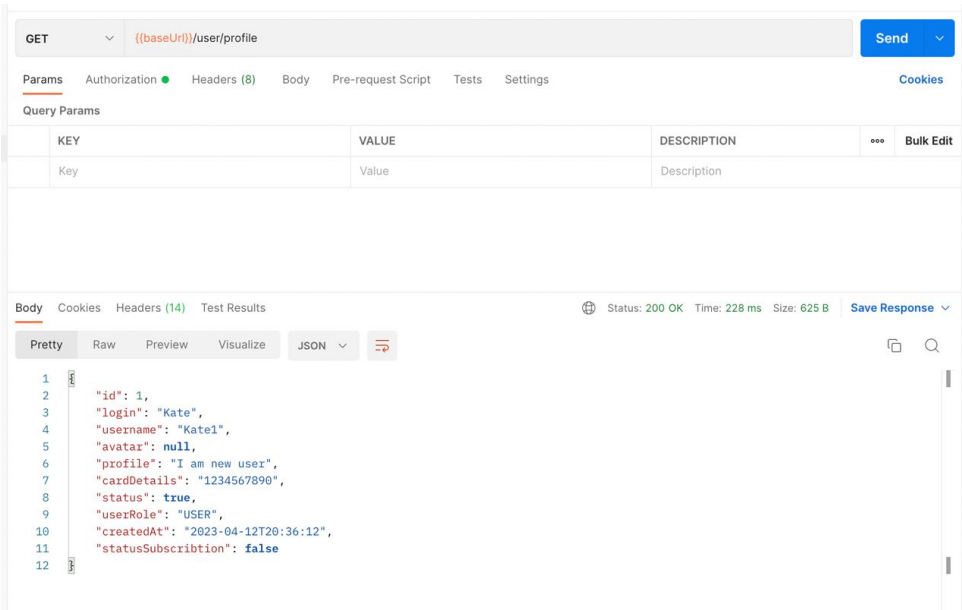 GET {{baseUrl}}/user/profile Send
Params Authorization Headers (8) Body Pre-request Script Tests Settings Cookies
Query Params
KEY VALUE DESCRIPTION ooo Bulk Edit
Key Value Description
Body Cookies Headers (14) Test Results Status: 200 OK Time: 228 ms Size: 625 B Save Response
Pretty Raw Preview Visualize JSON
1 {
2 "id": 1,
3 "login": "Kate",
4 "username": "Kate1",
5 "avatar": null,
6 "profile": "I am new user",
7 "cardDetails": "1234567890",
8 "status": true,
9 "userRole": "USER",
10 "createdAt": "2023-04-12T20:36:12",
11 "statusSubscribtion": false
12 }